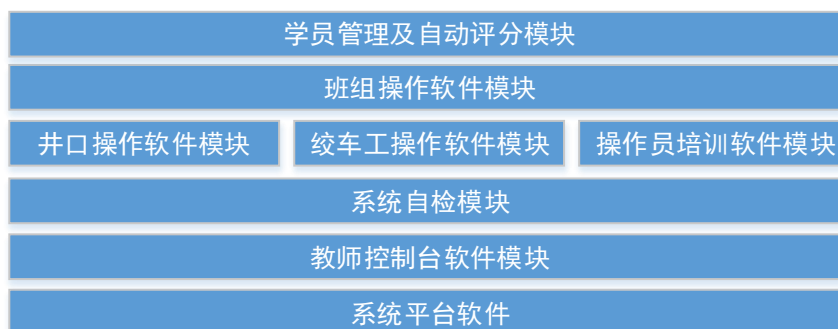 学员管理及自动评分模块
班组操作软件模块
井口操作软件模块 绞车工操作软件模块 操作员培训软件模块
系统自检模块
教师控制台软件模块
系统平台软件